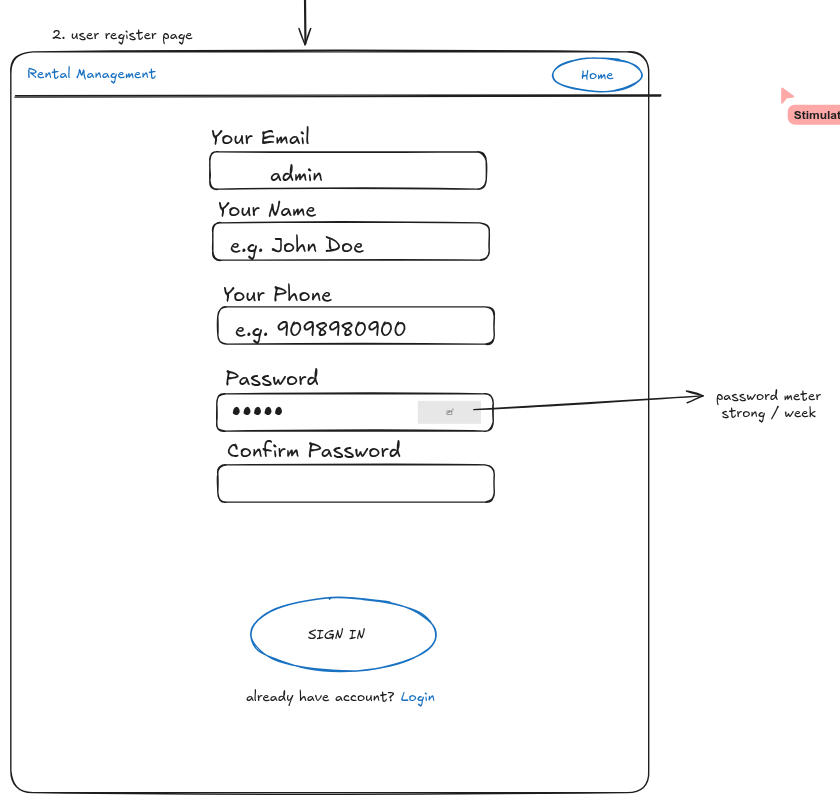 2. user register page
Rental Management
Home
Your Email
admin
Your Name
e.g. John Doe
Your Phone
e.g. 9098980900
Password
password meter
strong / week
Confirm Password
SIGN IN
already have account? Login